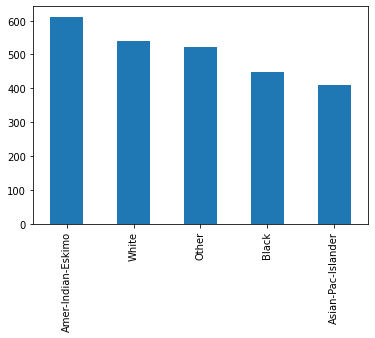 600
500
400
300
200
100
0
Amer-Indian-Eskimo
White
Other
Black
Asian-Pac-Islander